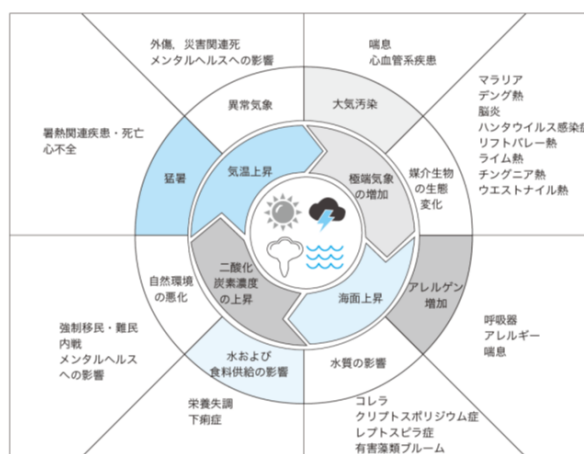 外傷、災害関連死
メンタルヘルスへの影響
喘息
心血管系疾患
異常気象
大気汚染
マラリア
デング熱
脳炎
ハンタウイルス感染症
リフトバレー熱
ライム熱
チングニア熱
ウエストナイル熱
暑熱関連疾患・死亡
心不全
猛暑
気温上昇
極端気象
の増加
媒介生物
の生態
変化
自然環境
の悪化
二酸化
炭素濃度
の上昇
海面上昇
アレルゲン
増加
強制移民・難民
内戦
メンタルヘルス
への影響
水および
食料供給の影響
水質の影響
呼吸器
アレルギー
喘息
栄養失調
下痢症
コレラ
クリプトスポリジウム症
レプトスピラ症
有害藻類ブルーム